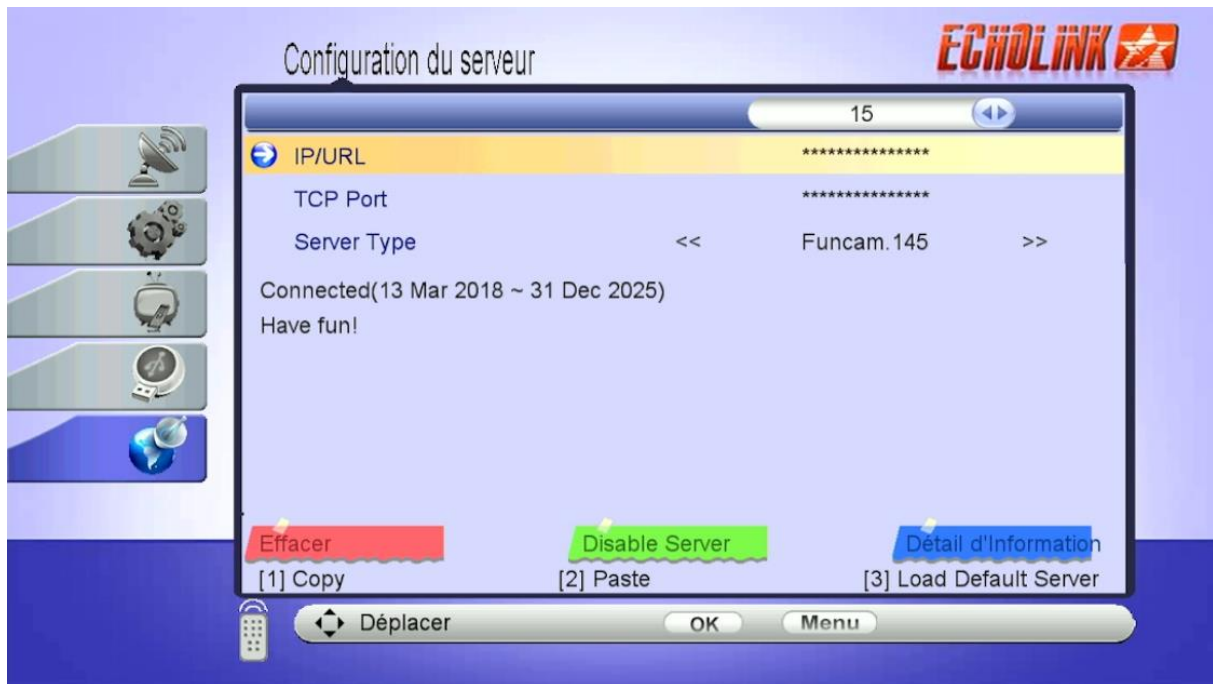 Configuration du serveur
ECHOLINK
15
IP/URL ***************
TCP Port ***************
Server Type << Funcam.145 >>
Connected(13 Mar 2018 ~ 31 Dec 2025)
Have fun!
Effacer Disable Server Détail d'Information
[1] Copy [2] Paste [3] Load Default Server
Déplacer OK Menu